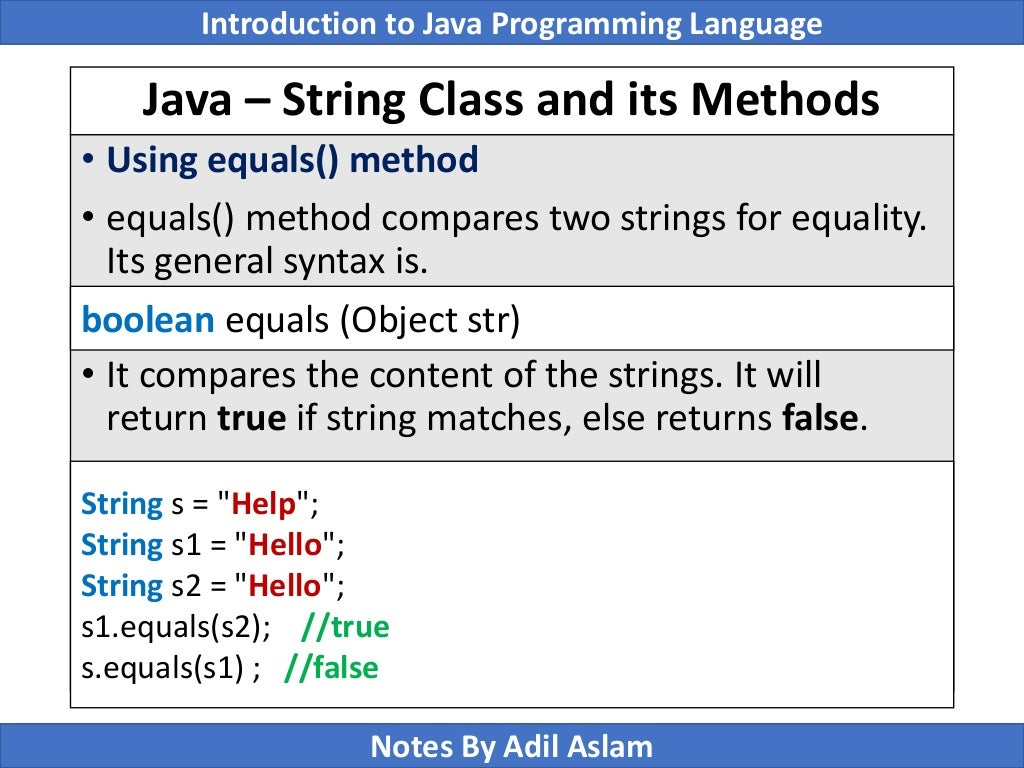 Introduction to Java Programming Language
Java – String Class and its Methods
• Using equals() method
• equals() method compares two strings for equality.
Its general syntax is.
boolean equals (Object str)
• It compares the content of the strings. It will
return true if string matches, else returns false.
String s = "Help";
String s1 = "Hello";
String s2 = "Hello";
s1.equals(s2); //true
s.equals(s1) ; //false
Notes By Adil Aslam